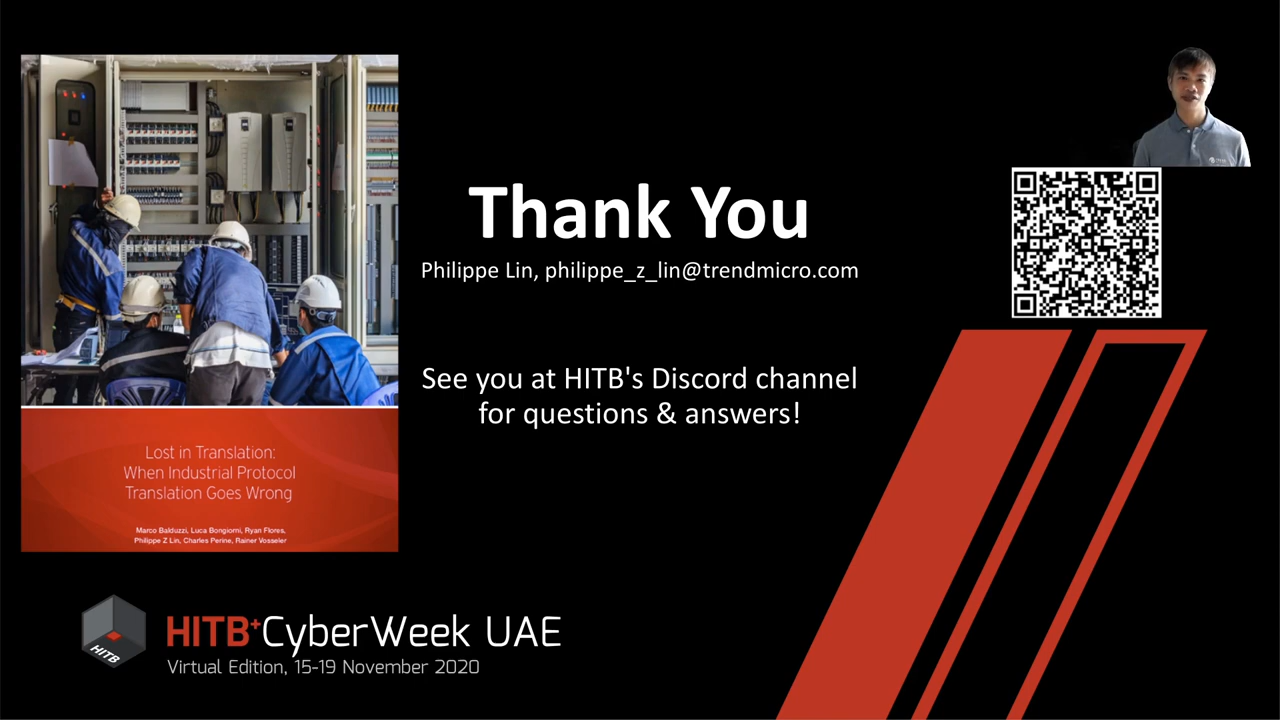 Thank You
Philippe Lin, philippe_z_lin@trendmicro.com
See you at HITB's Discord channel
for questions & answers!
Lost in Translation:
When Industrial Protocol
Translation Goes Wrong
Marco Balduzzi, Luca Bongiorni, Ryan Flores,
Philippe Z Lin, Charles Perine, Rainer Vosseler
HITB
HITB+CyberWeek UAE
Virtual Edition, 15-19 November 2020